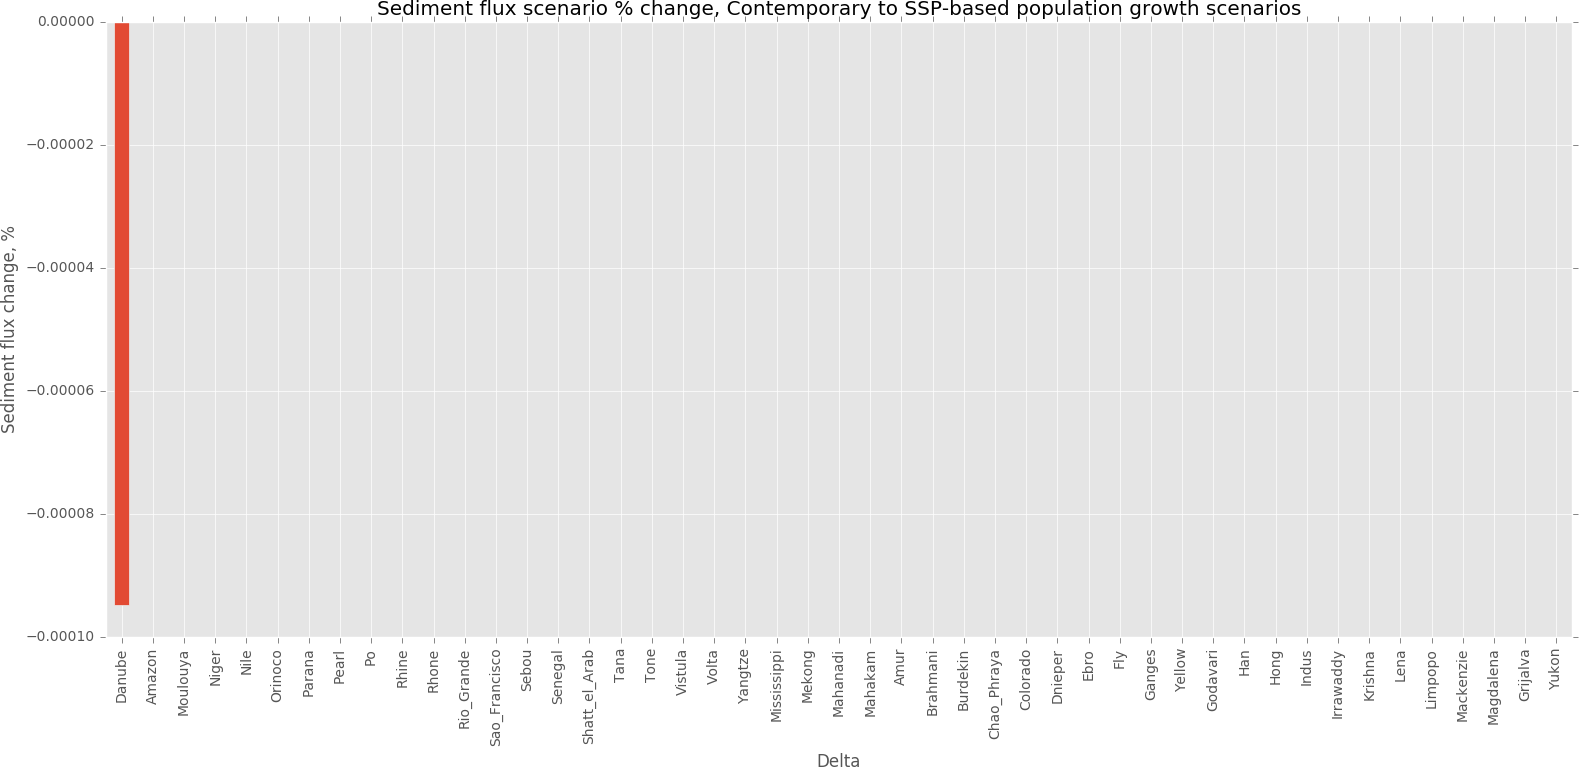 Sediment flux scenario % change, Contemporary to SSP-based population growth scenarios
Sediment flux change, %
0.00000
−0.00002
−0.00004
−0.00006
−0.00008
−0.00010
Danube
Amazon
Moulouya
Niger
Nile
Orinoco
Parana
Pearl
Po
Rhine
Rhone
Rio_Grande
Sao_Francisco
Sebou
Senegal
Shatt_el_Arab
Tana
Tone
Vistula
Volta
Yangtze
Mississippi
Mekong
Mahanadi
Mahakam
Amur
Brahmani
Burdekin
Chao_Phraya
Colorado
Dnieper
Ebro
Fly
Ganges
Yellow
Godavari
Han
Hong
Indus
Irrawaddy
Krishna
Lena
Limpopo
Mackenzie
Magdalena
Grijalva
Yukon
Delta